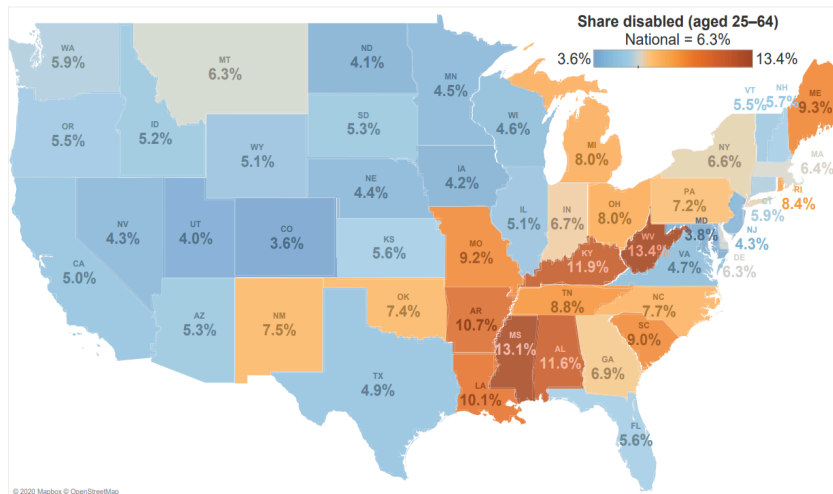 Share disabled (aged 25–64)
National = 6.3%
3.6% 13.4%
WA
5.9%
MT
6.3%
ND
4.1%
MN
4.5%
VT
5.5%
NH
5.7%
ME
9.3%
OR
5.5%
ID
5.2%
SD
5.3%
WI
4.6%
MI
8.0%
NY
6.6%
MA
6.4%
WY
5.1%
IA
4.2%
RI
8.4%
NE
4.4%
PA
7.2%
CT
5.9%
NV
4.3%
UT
4.0%
CO
3.6%
IL
5.1%
IN
6.7%
OH
8.0%
MD
3.8%
NJ
4.3%
KS
5.6%
MO
9.2%
WV
13.4%
VA
4.7%
DE
6.3%
CA
5.0%
KY
11.9%
AZ
5.3%
NM
7.5%
OK
7.4%
AR
10.7%
TN
8.8%
NC
7.7%
SC
9.0%
MS
13.1%
AL
11.6%
GA
6.9%
TX
4.9%
LA
10.1%
FL
5.6%
© 2020 Mapbox © OpenStreetMap